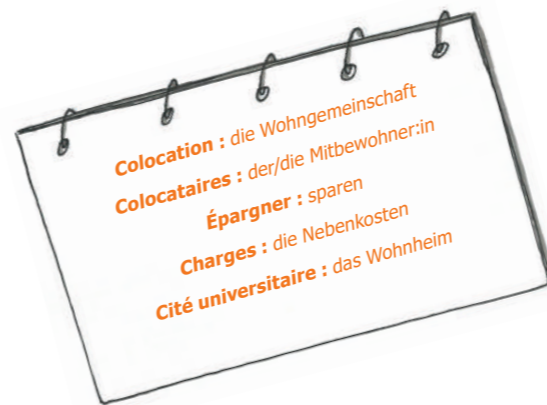 Colocation : die Wohngemeinschaft
Colocataires : der/die Mitbewohner:in
Épargner : sparen
Charges : die Nebenkosten
Cité universitaire : das Wohnheim